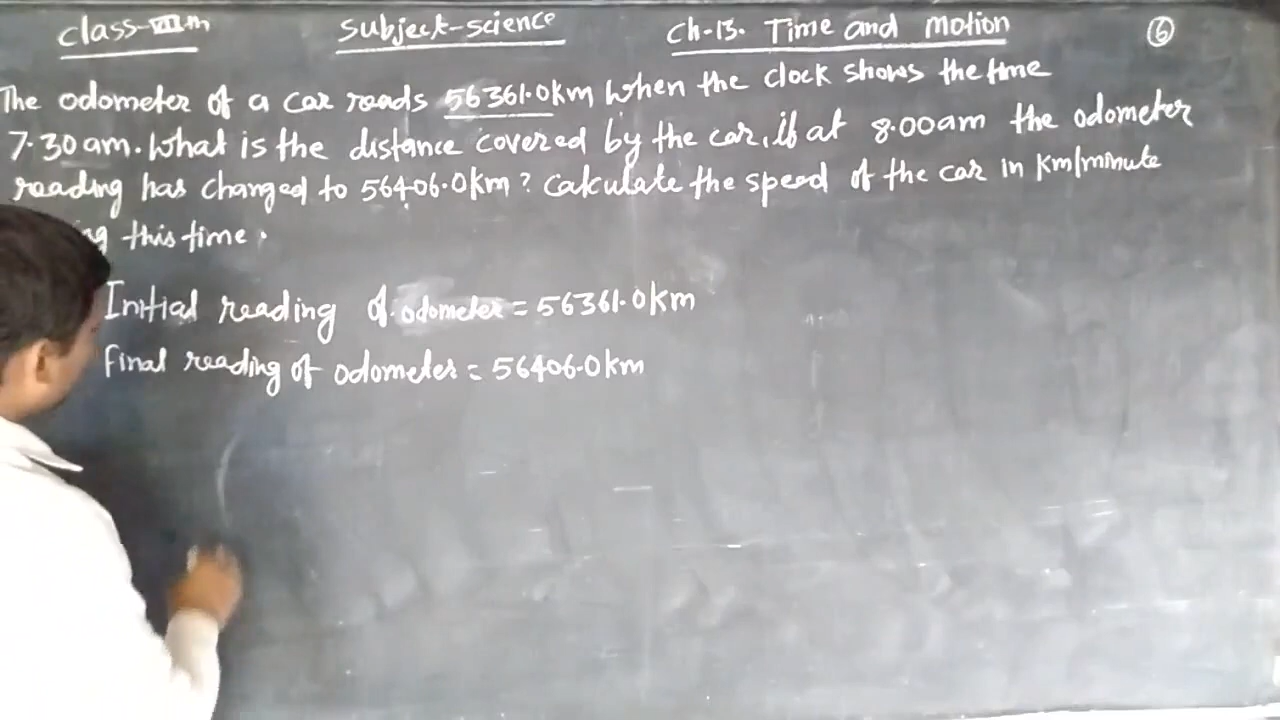 class-VIIth Subject-science Ch-13. Time and Motion 6
The odometer of a car reads 56361.0km when the clock shows the time
7.30am. What is the distance covered by the car, if at 8.00am the odometer
reading has changed to 56406.0km? Calculate the speed of the car in km/minute
this time.
Initial reading of odometer = 56361.0km
Final reading of odometer = 56406.0km